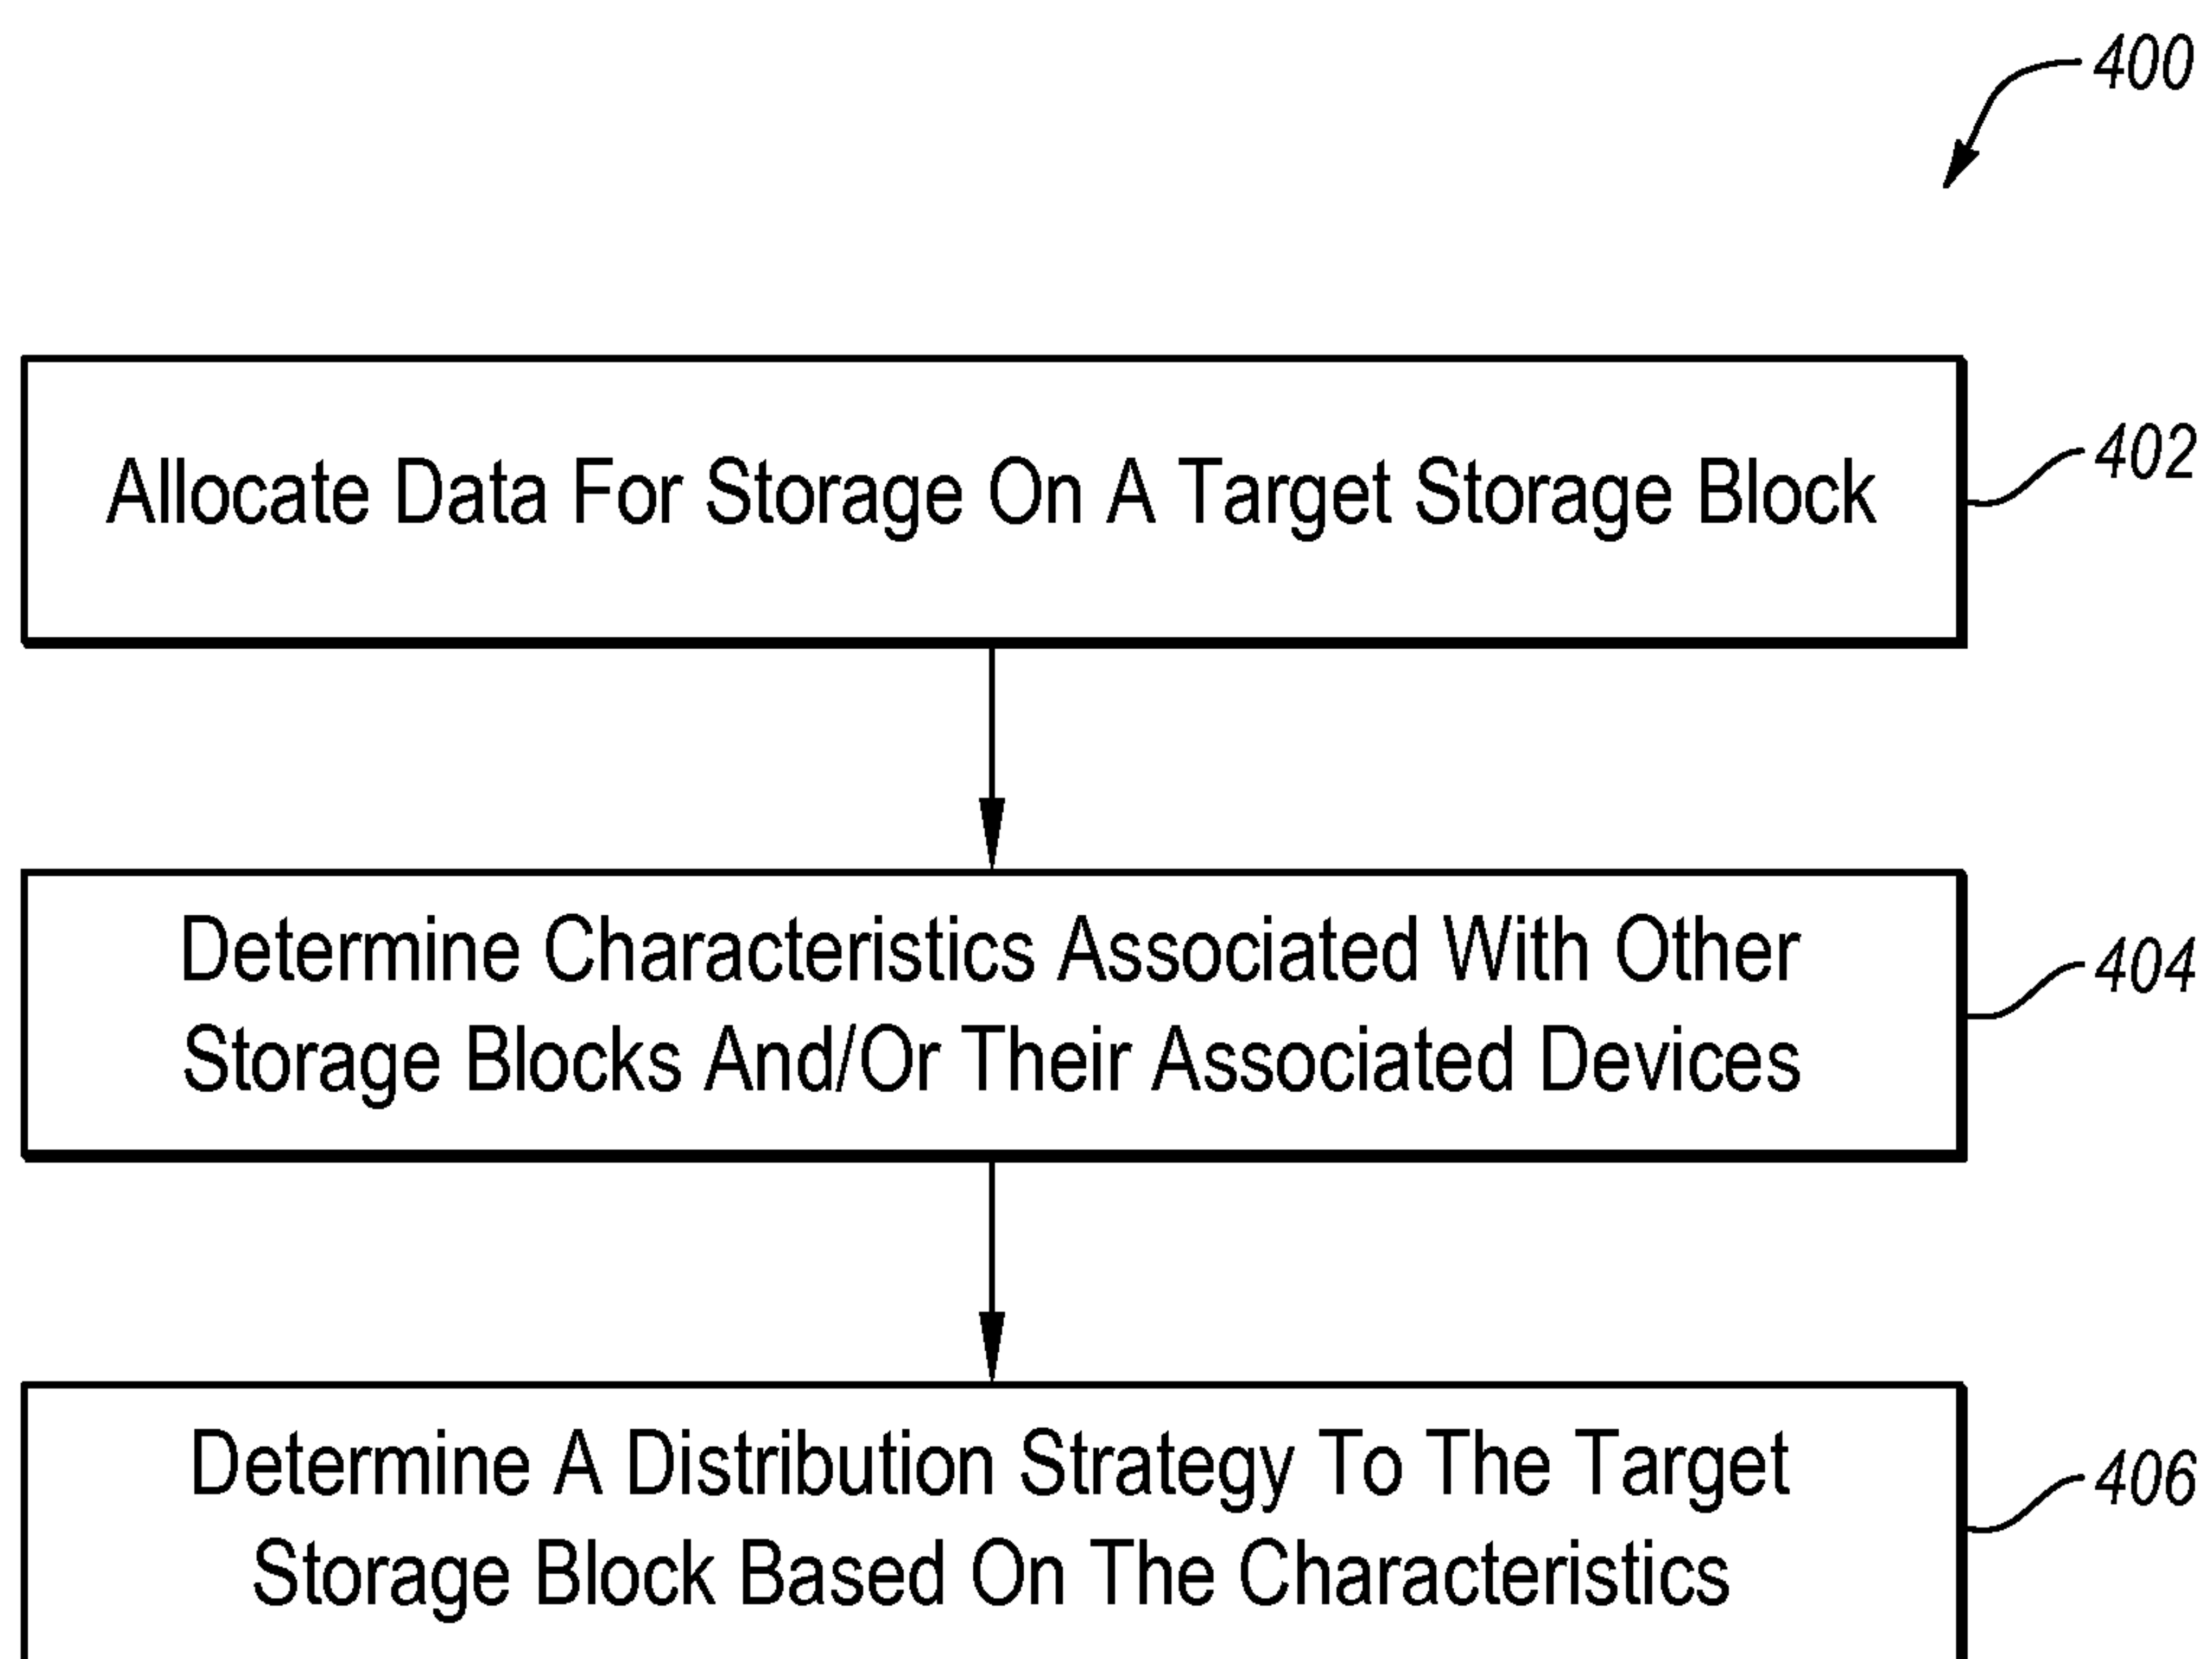 400
Allocate Data For Storage On A Target Storage Block
402
Determine Characteristics Associated With Other
Storage Blocks And/Or Their Associated Devices
404
Determine A Distribution Strategy To The Target
Storage Block Based On The Characteristics
406